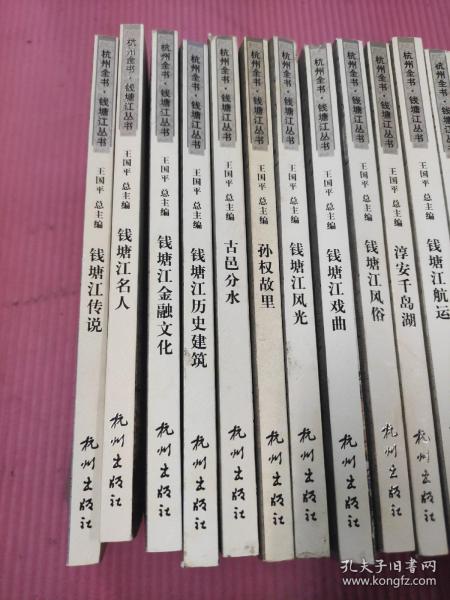 杭州全书·钱塘江丛书
王国平 总主编
钱塘江传说
杭州出版社
杭州全书·钱塘江丛书
王国平 总主编
钱塘江名人
杭州出版社
杭州全书·钱塘江丛书
王国平 总主编
钱塘江金融文化
杭州出版社
杭州全书·钱塘江丛书
王国平 总主编
钱塘江历史建筑
杭州出版社
杭州全书·钱塘江丛书
王国平 总主编
古邑分水
杭州出版社
杭州全书·钱塘江丛书
王国平 总主编
孙权故里
杭州出版社
杭州全书·钱塘江丛书
王国平 总主编
钱塘江风光
杭州出版社
杭州全书·钱塘江丛书
王国平 总主编
钱塘江戏曲
杭州出版社
杭州全书·钱塘江丛书
王国平 总主编
钱塘江风俗
杭州出版社
杭州全书·钱塘江丛书
王国平 总主编
淳安千岛湖
杭州出版社
杭州全书·钱塘江丛书
王国平 总主编
钱塘江航运
杭州出版社
孔夫子旧书网
www.kongfz.com